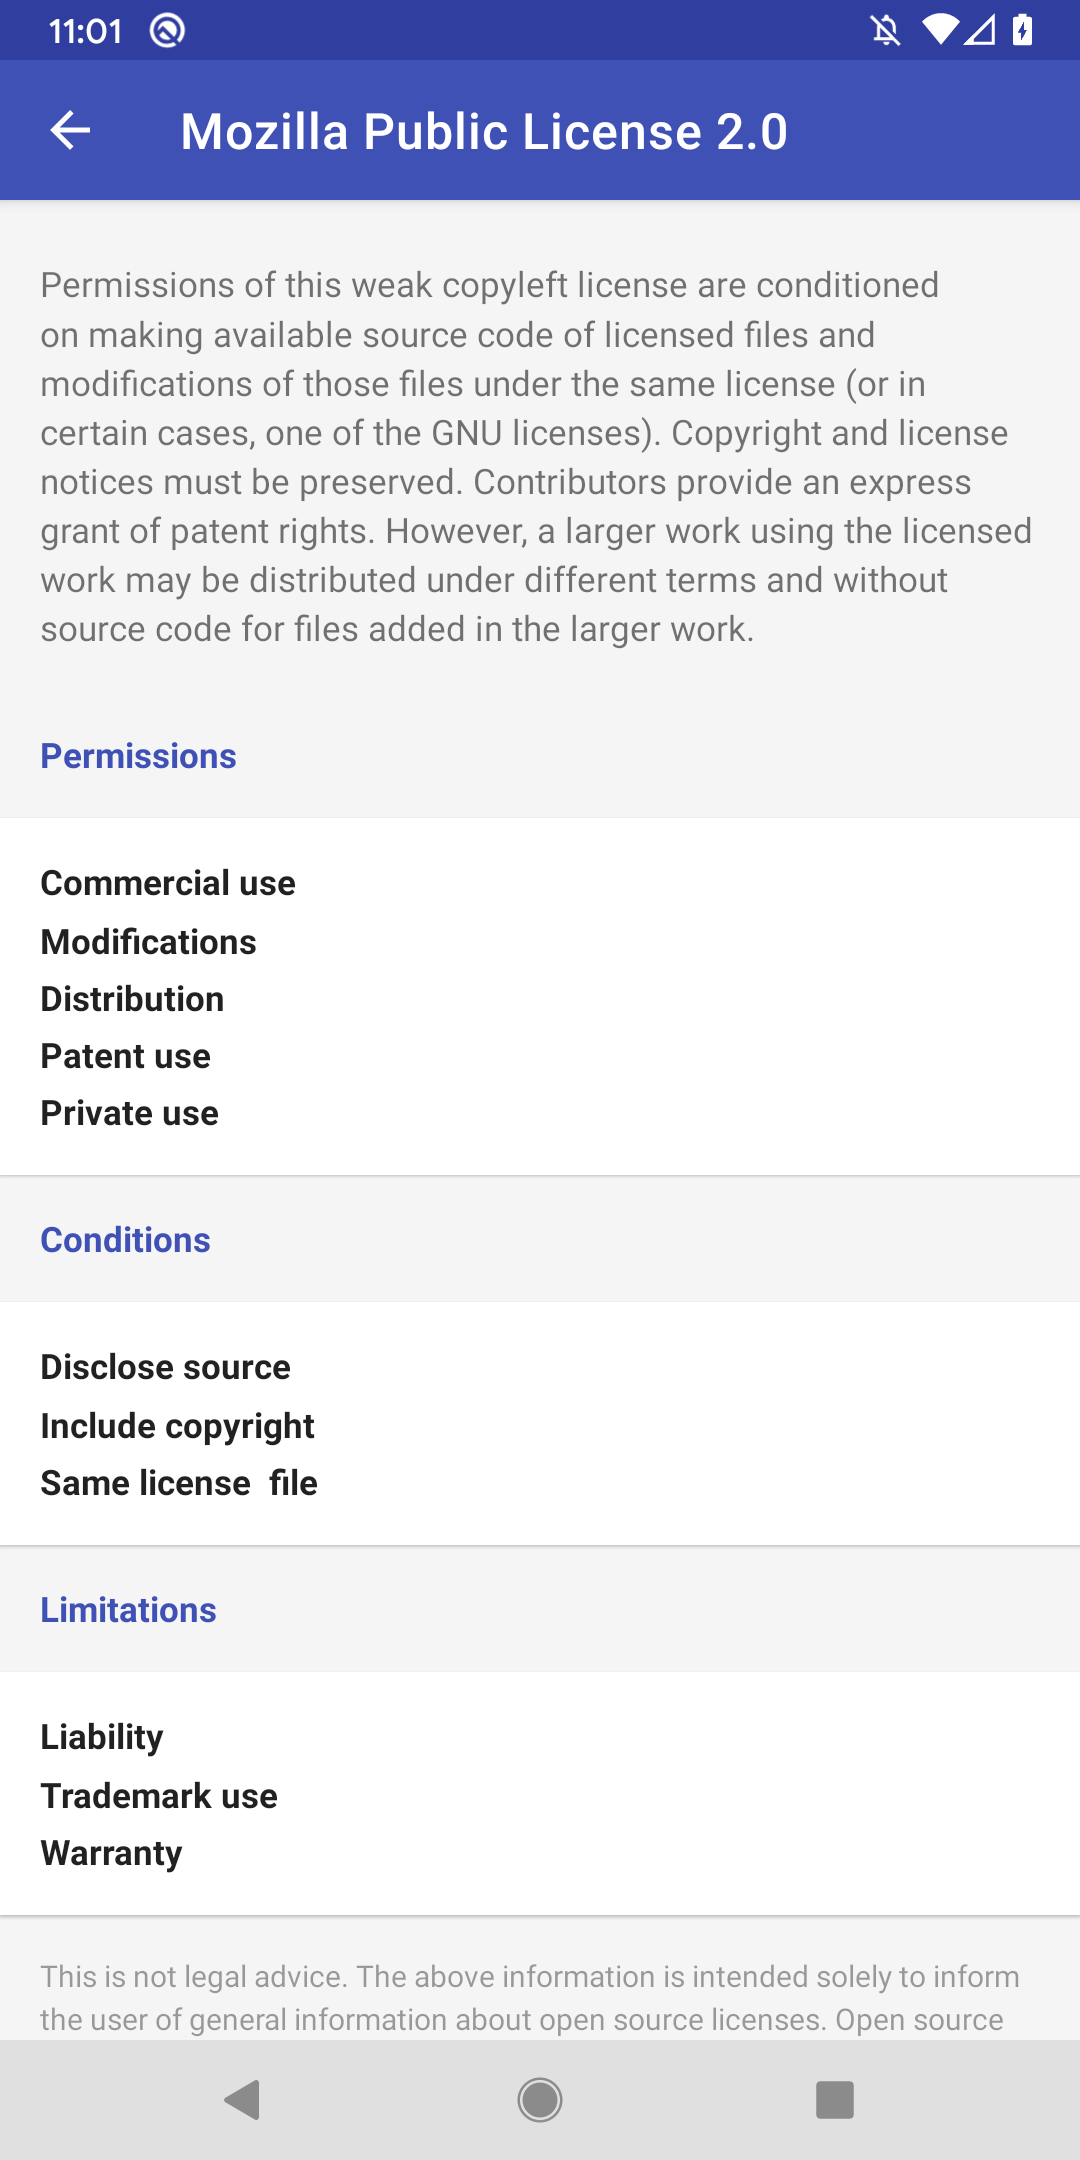 11:01
Mozilla Public License 2.0
Permissions of this weak copyleft license are conditioned
on making available source code of licensed files and
modifications of those files under the same license (or in
certain cases, one of the GNU licenses). Copyright and license
notices must be preserved. Contributors provide an express
grant of patent rights. However, a larger work using the licensed
work may be distributed under different terms and without
source code for files added in the larger work.
Permissions
Commercial use
Modifications
Distribution
Patent use
Private use
Conditions
Disclose source
Include copyright
Same license  file
Limitations
Liability
Trademark use
Warranty
This is not legal advice. The above information is intended solely to inform
the user of general information about open source licenses. Open source